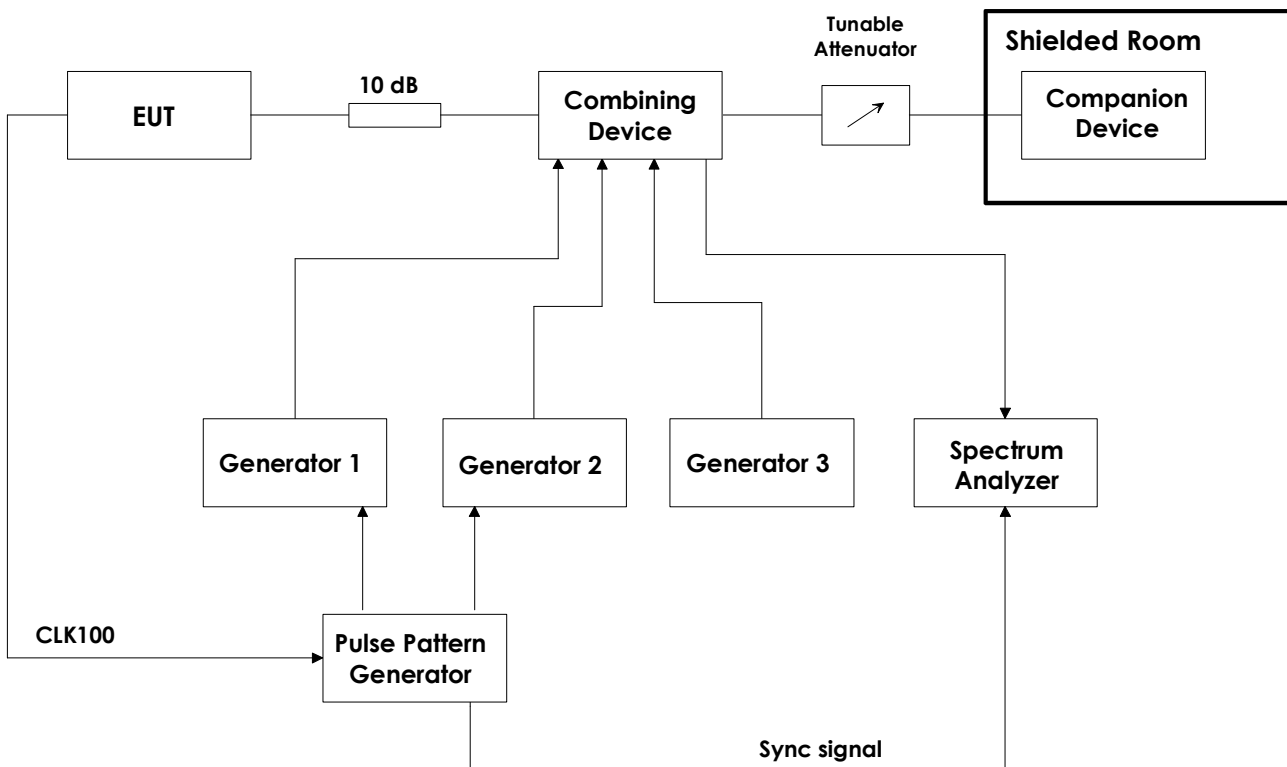 Tunable
Attenuator
Shielded Room
10 dB
EUT
Combining
Device
Companion
Device
Generator 1
Generator 2
Generator 3
Spectrum
Analyzer
CLK100
Pulse Pattern
Generator
Sync signal